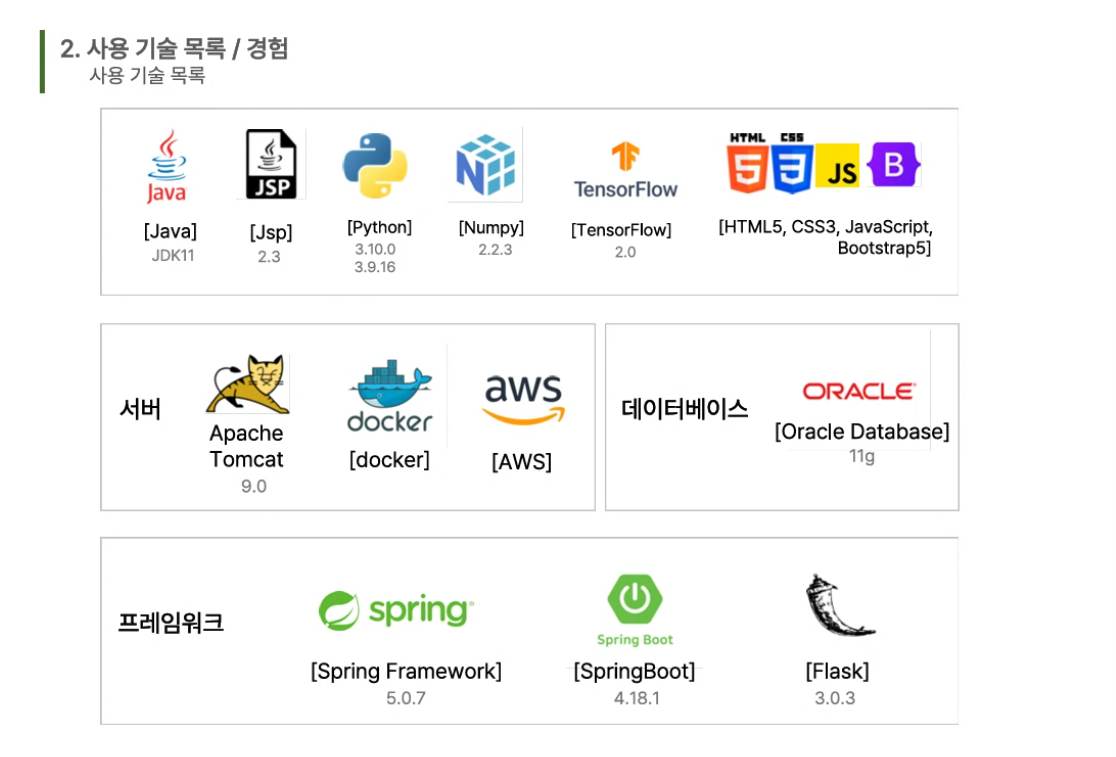 2. 사용 기술 목록 / 경험
사용 기술 목록
Java
JSP
TensorFlow
HTML CSS
5 3 JS B
[Java]
JDK11
[Jsp]
2.3
[Python]
3.10.0
3.9.16
[Numpy]
2.2.3
[TensorFlow]
2.0
[HTML5, CSS3, JavaScript,
Bootstrap5]
서버
Apache
Tomcat
9.0
docker
[docker]
aws
[AWS]
데이터베이스
ORACLE
[Oracle Database]
11g
프레임워크
spring
[Spring Framework]
5.0.7
Spring Boot
[SpringBoot]
4.18.1
[Flask]
3.0.3